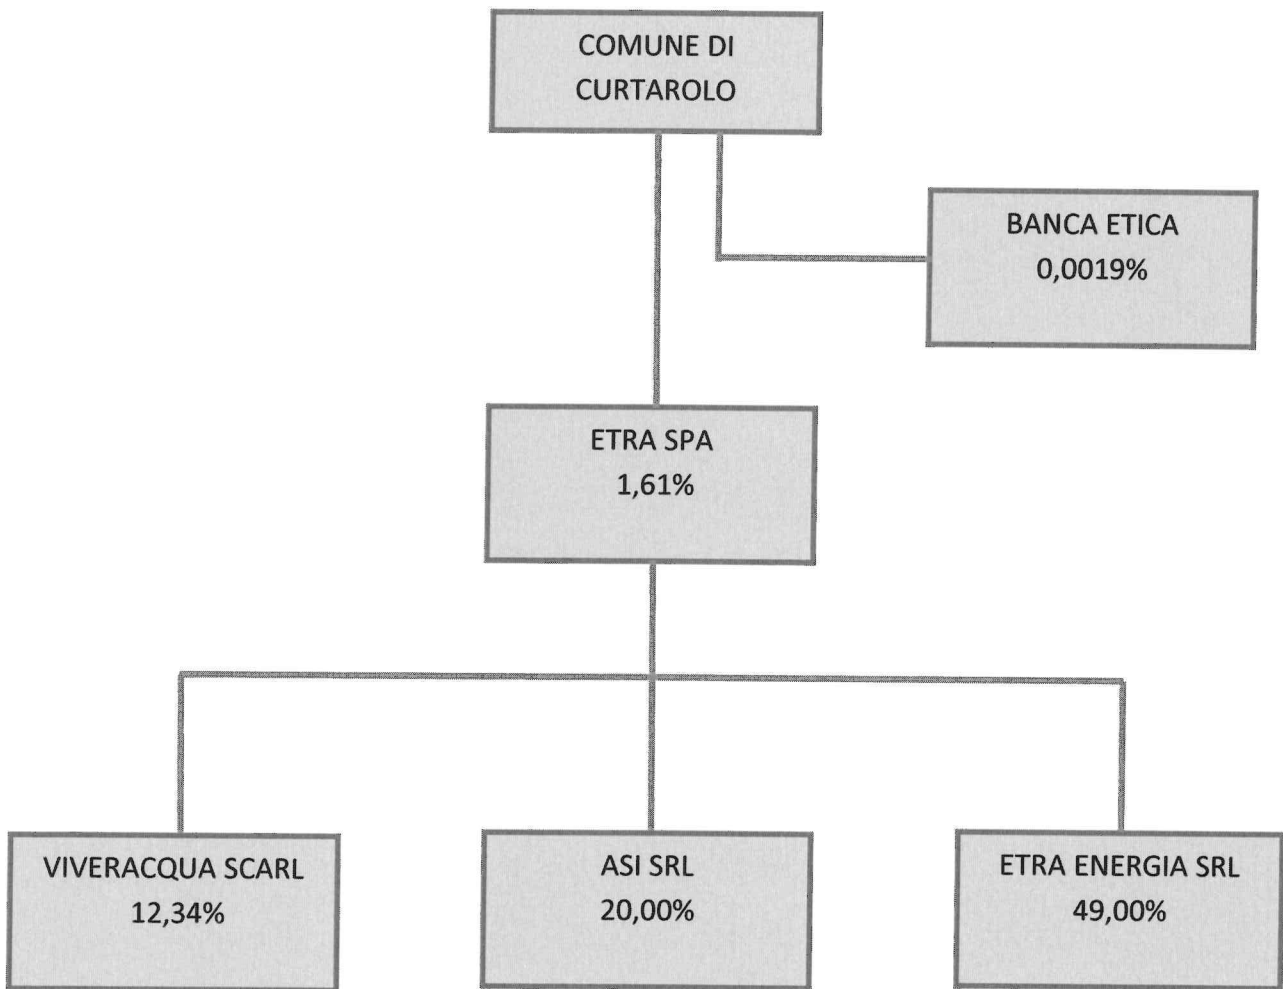 COMUNE DI
CURTAROLO
BANCA ETICA
0,0019%
ETRA SPA
1,61%
VIVERACQUA SCARL
12,34%
ASI SRL
20,00%
ETRA ENERGIA SRL
49,00%